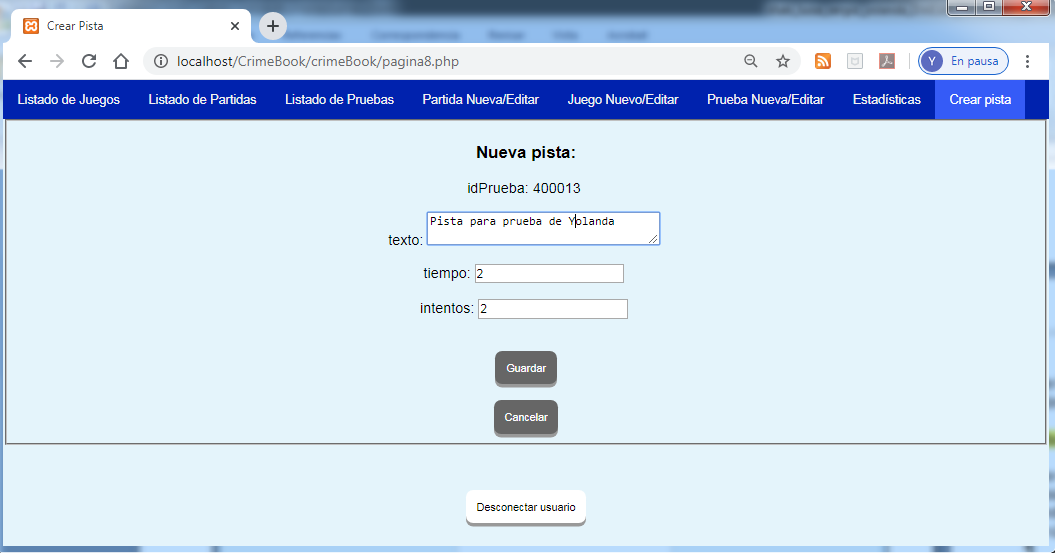 Crear Pista
localhost/CrimeBook/crimeBook/pagina8.php
Y En pausa
Listado de Juegos Listado de Partidas Listado de Pruebas Partida Nueva/Editar Juego Nuevo/Editar Prueba Nueva/Editar Estadísticas Crear pista
Nueva pista:
idPrueba: 400013
texto: Pista para prueba de Yolanda
tiempo: 2
intentos: 2
Guardar
Cancelar
Desconectar usuario